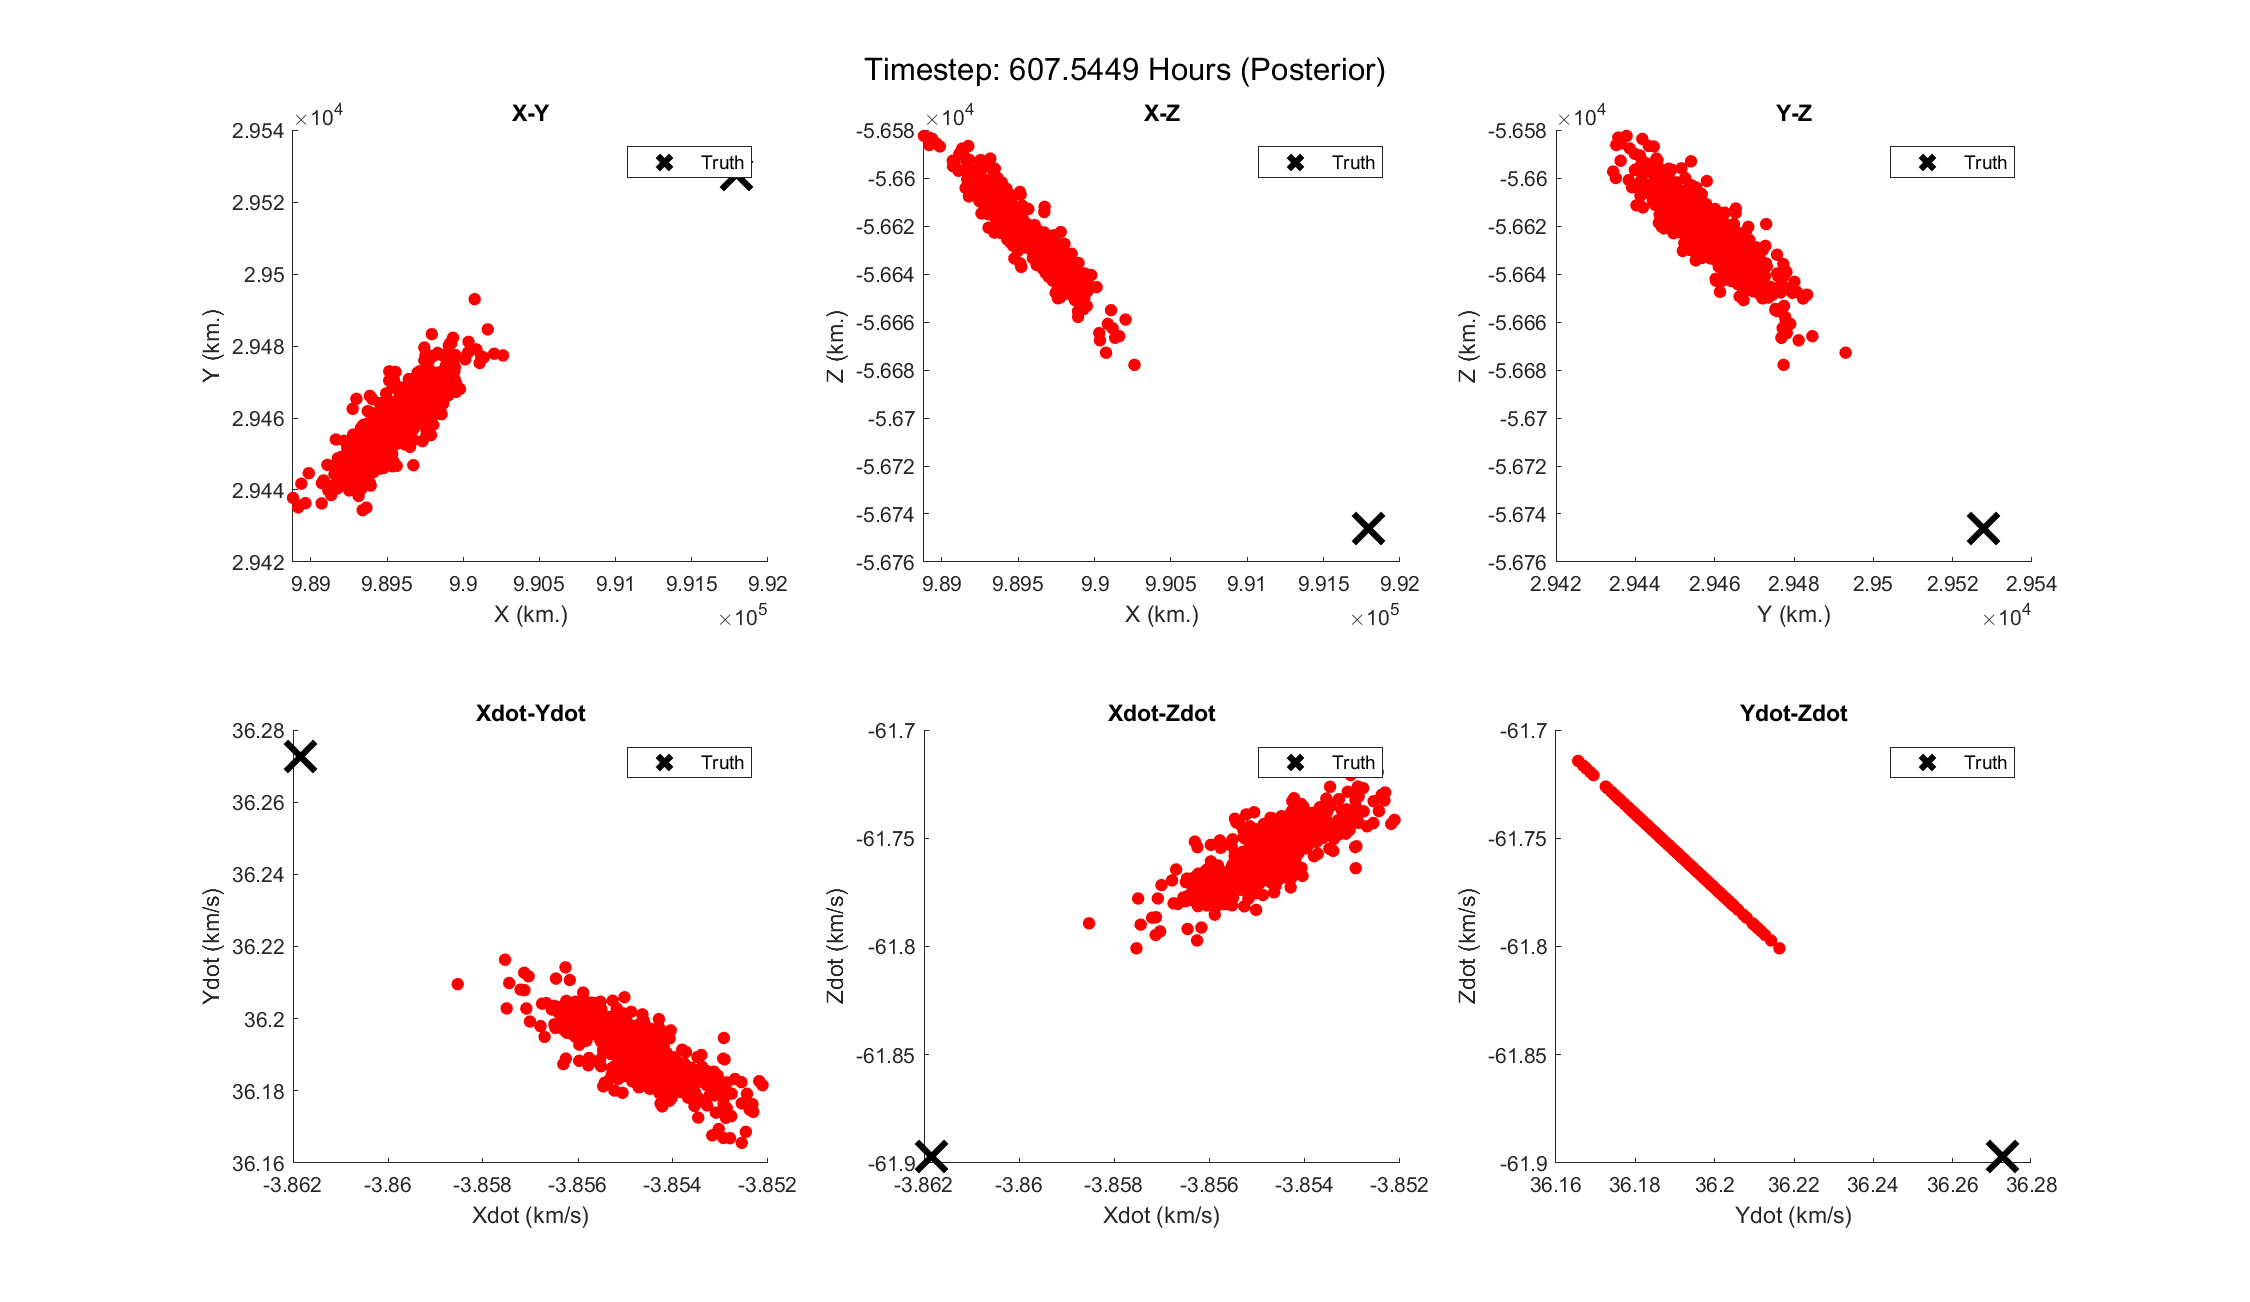 Timestep: 607.5449 Hours (Posterior)
X-Y
×10^4
2.954
2.952
2.95
2.948
2.946
2.944
2.942
Y (km.)
Truth
9.89 9.895 9.9 9.905 9.91 9.915 9.92
X (km.)
×10^5
X-Z
×10^4
-5.658
-5.66
-5.662
-5.664
-5.666
-5.668
-5.67
-5.672
-5.674
-5.676
Z (km.)
Truth
9.89 9.895 9.9 9.905 9.91 9.915 9.92
X (km.)
×10^5
Y-Z
×10^4
-5.658
-5.66
-5.662
-5.664
-5.666
-5.668
-5.67
-5.672
-5.674
-5.676
Z (km.)
Truth
2.942 2.944 2.946 2.948 2.95 2.952 2.954
Y (km.)
×10^4
Xdot-Ydot
36.28
36.26
36.24
36.22
36.2
36.18
36.16
Ydot (km/s)
Truth
-3.862 -3.86 -3.858 -3.856 -3.854 -3.852
Xdot (km/s)
Xdot-Zdot
-61.7
-61.75
-61.8
-61.85
-61.9
Zdot (km/s)
Truth
-3.862 -3.86 -3.858 -3.856 -3.854 -3.852
Xdot (km/s)
Ydot-Zdot
-61.7
-61.75
-61.8
-61.85
-61.9
Zdot (km/s)
Truth
36.16 36.18 36.2 36.22 36.24 36.26 36.28
Ydot (km/s)